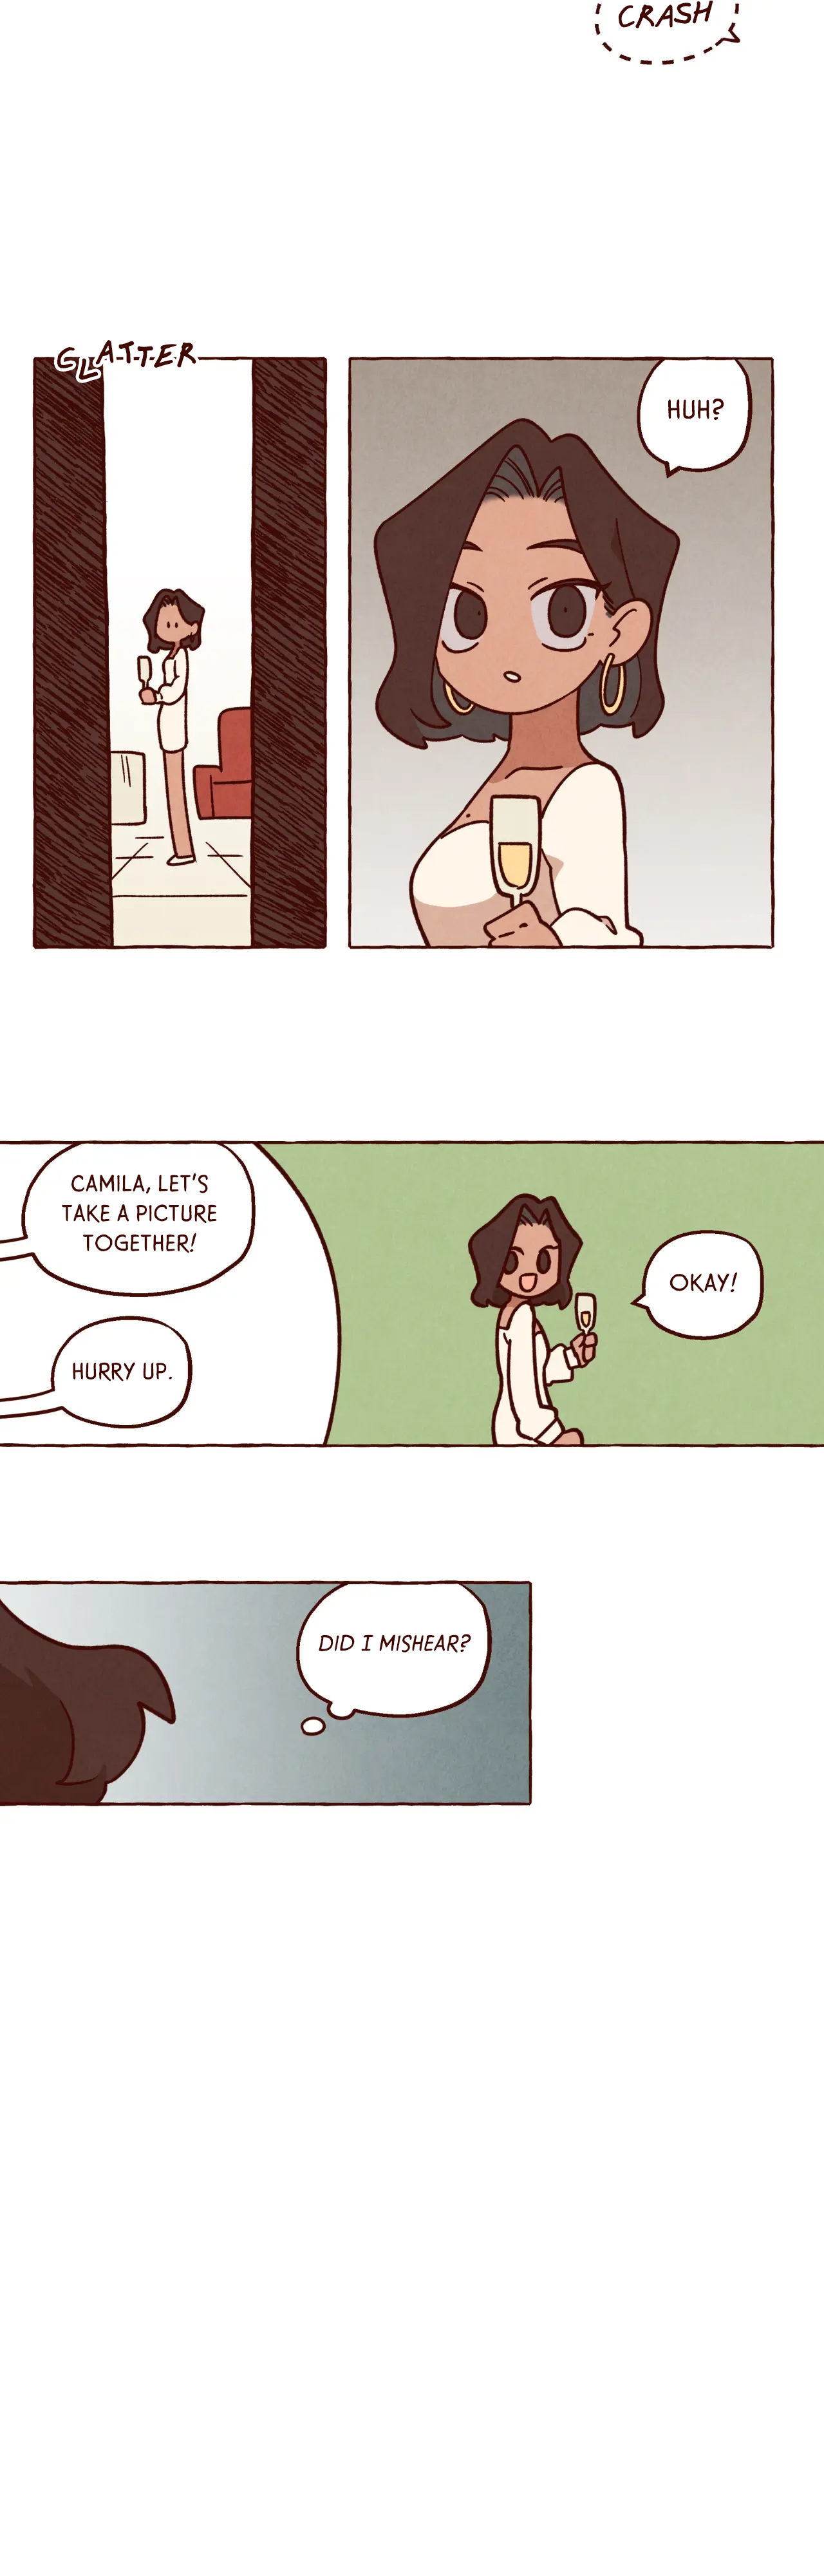 CRASH
CLATTER
HUH?
CAMILA, LET'S
TAKE A PICTURE
TOGETHER!
HURRY UP.
OKAY!
DID I MISHEAR?